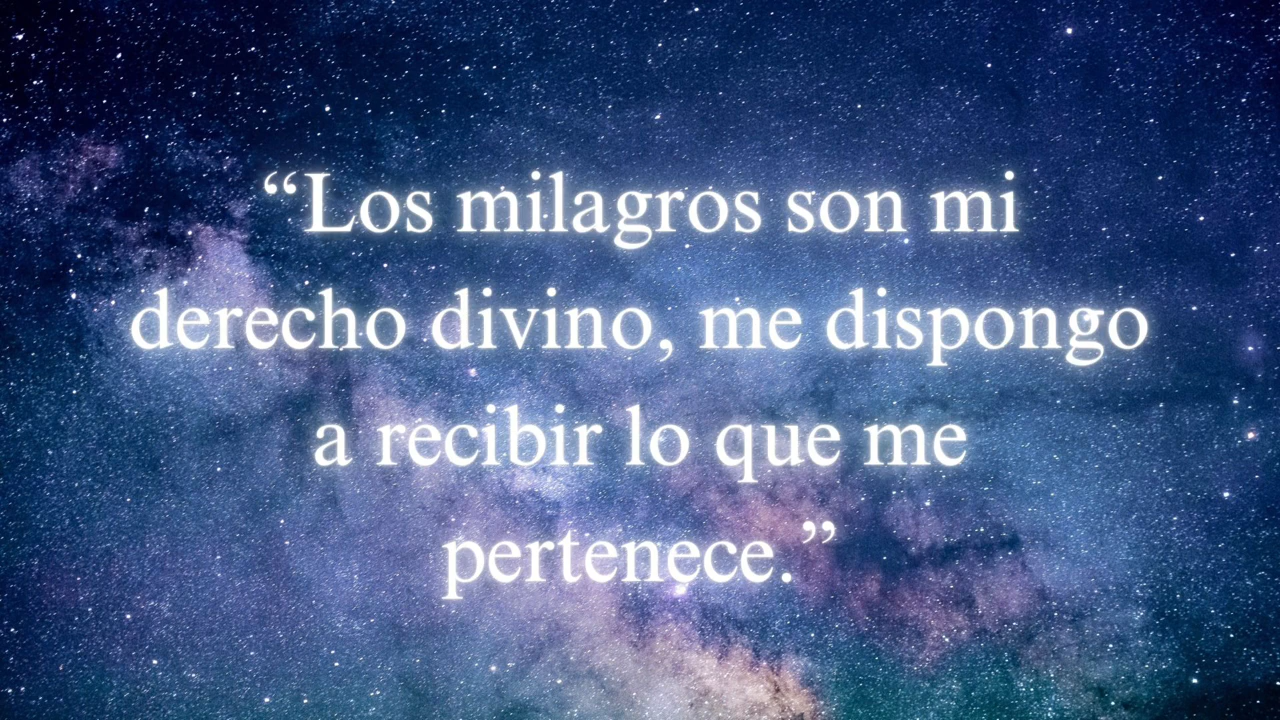 “Los milagros son mi
derecho divino, me dispongo
a recibir lo que me
pertenece.”